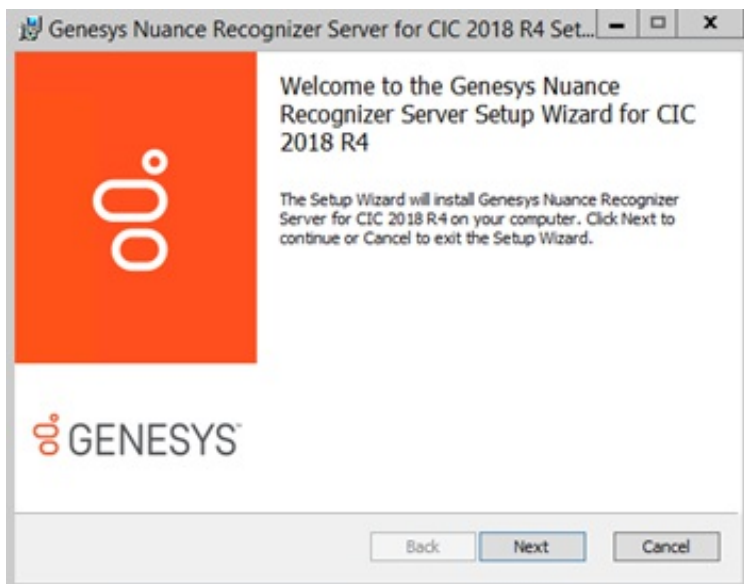 Genesys Nuance Recognizer Server for CIC 2018 R4 Set...
Welcome to the Genesys Nuance
Recognizer Server Setup Wizard for CIC
2018 R4
The Setup Wizard will install Genesys Nuance Recognizer
Server for CIC 2018 R4 on your computer. Click Next to
continue or Cancel to exit the Setup Wizard.
GENESYS™
Back Next Cancel